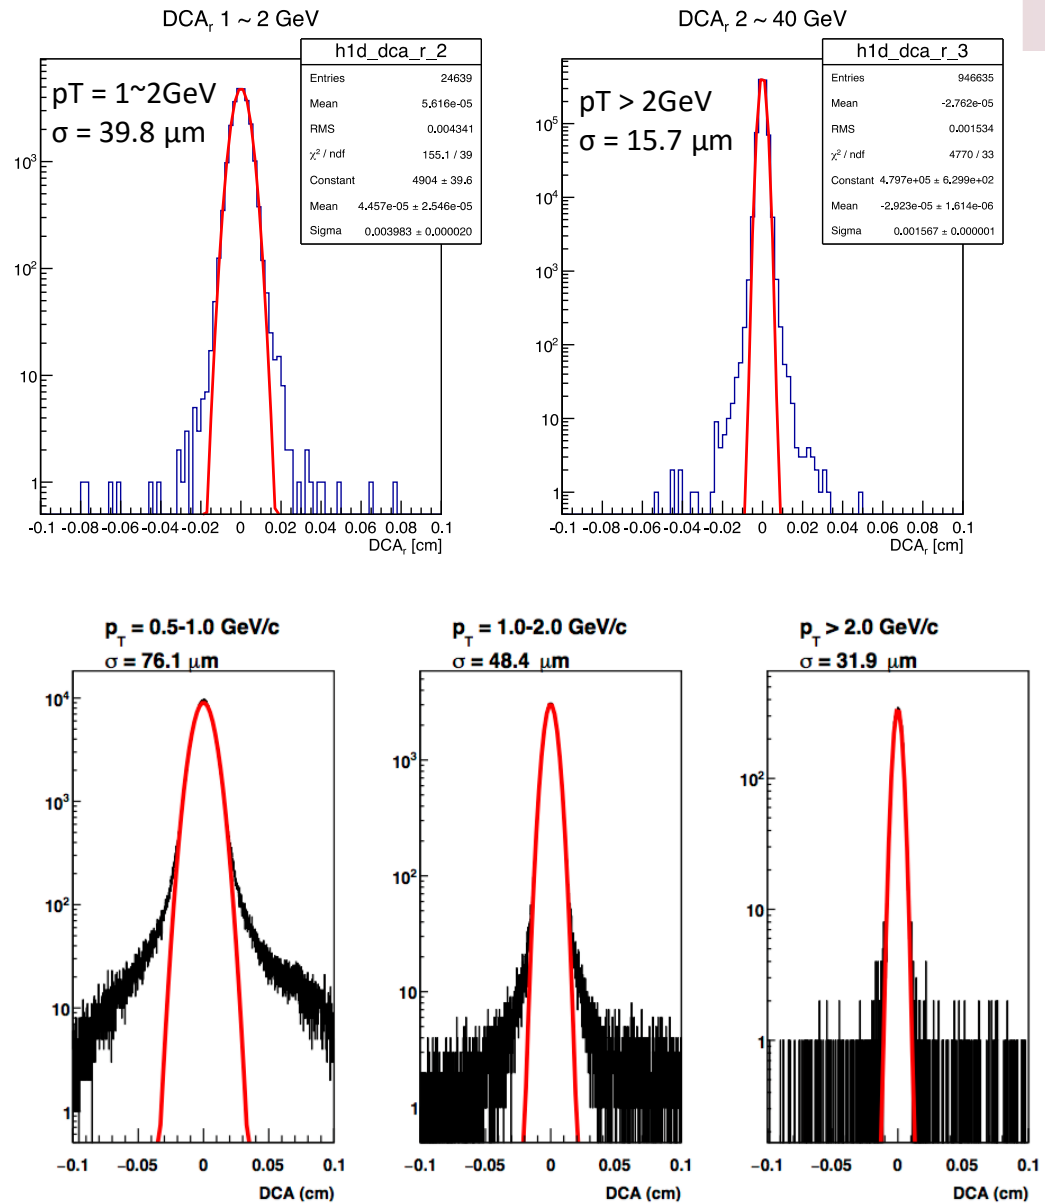 DCAr 1 ~ 2 GeV
h1d_dca_r_2
Entries 24639
Mean 5.616e-05
RMS 0.004341
χ² / ndf 155.1 / 39
Constant 4904 ± 39.6
Mean 4.457e-05 ± 2.546e-05
Sigma 0.003983 ± 0.000020
pT = 1~2GeV
σ = 39.8 μm
10³
10²
10
1
-0.1 -0.08 -0.06 -0.04 -0.02 0 0.02 0.04 0.06 0.08 0.1
DCAr [cm]
DCAr 2 ~ 40 GeV
h1d_dca_r_3
Entries 946635
Mean -2.762e-05
RMS 0.001534
χ² / ndf 4770 / 33
Constant 4.797e+05 ± 6.299e+02
Mean -2.923e-05 ± 1.614e-06
Sigma 0.001567 ± 0.000001
pT > 2GeV
σ = 15.7 μm
10⁵
10⁴
10³
10²
10
1
-0.1 -0.08 -0.06 -0.04 -0.02 0 0.02 0.04 0.06 0.08 0.1
DCAr [cm]
pT = 0.5-1.0 GeV/c
σ = 76.1 μm
10⁴
10³
10²
10
1
−0.1 −0.05 0 0.05 0.1
DCA (cm)
pT = 1.0-2.0 GeV/c
σ = 48.4 μm
10³
10²
10
1
−0.1 −0.05 0 0.05 0.1
DCA (cm)
pT > 2.0 GeV/c
σ = 31.9 μm
10²
10
1
−0.1 −0.05 0 0.05 0.1
DCA (cm)